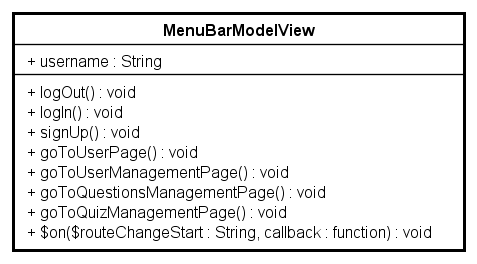 MenuBarModelView
+ username : String
+ logOut() : void
+ logIn() : void
+ signUp() : void
+ goToUserPage() : void
+ goToUserManagementPage() : void
+ goToQuestionsManagementPage() : void
+ goToQuizManagementPage() : void
+ $on($routeChangeStart : String, callback : function) : void